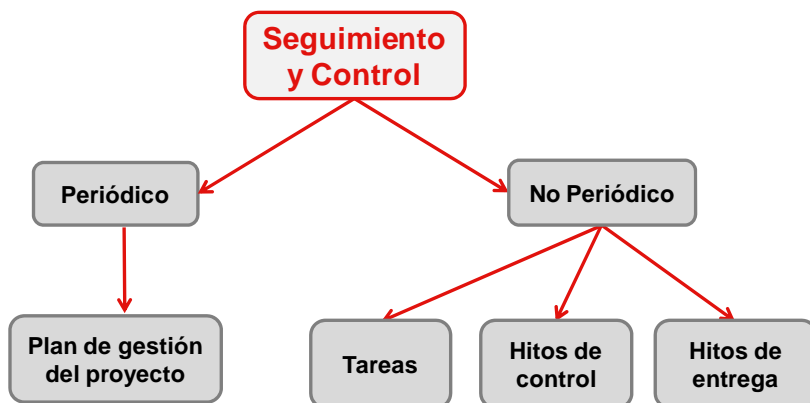 Seguimiento
y Control
Periódico
No Periódico
Plan de gestión
del proyecto
Tareas
Hitos de
control
Hitos de
entrega